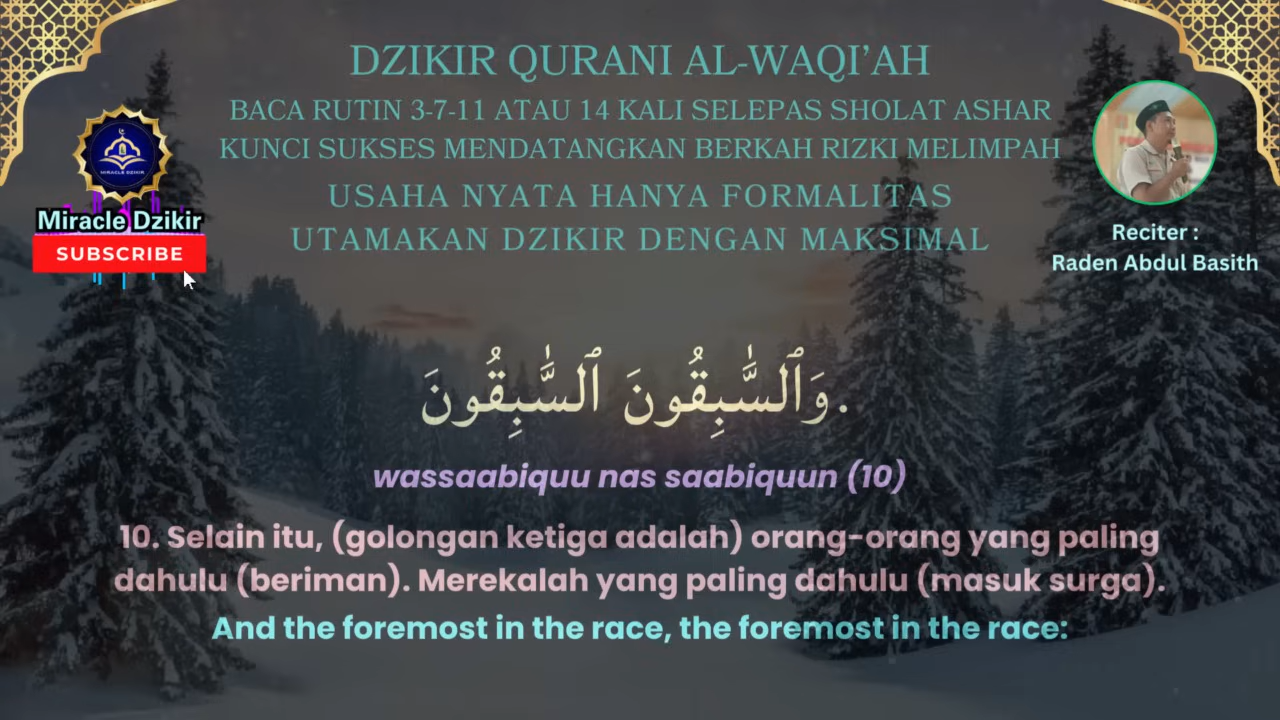 DZIKIR QURANI AL-WAQI'AH
BACA RUTIN 3-7-11 ATAU 14 KALI SELEPAS SHOLAT ASHAR
KUNCI SUKSES MENDATANGKAN BERKAH RIZKI MELIMPAH
USAHA NYATA HANYA FORMALITAS
UTAMAKAN DZIKIR DENGAN MAKSIMAL
MIRACLE DZIKIR
Miracle Dzikir
SUBSCRIBE
Reciter :
Raden Abdul Basith
وَٱلسَّٰبِقُونَ ٱلسَّٰبِقُونَ.
wassaabiquu nas saabiquun (10)
10. Selain itu, (golongan ketiga adalah) orang-orang yang paling
dahulu (beriman). Merekalah yang paling dahulu (masuk surga).
And the foremost in the race, the foremost in the race: